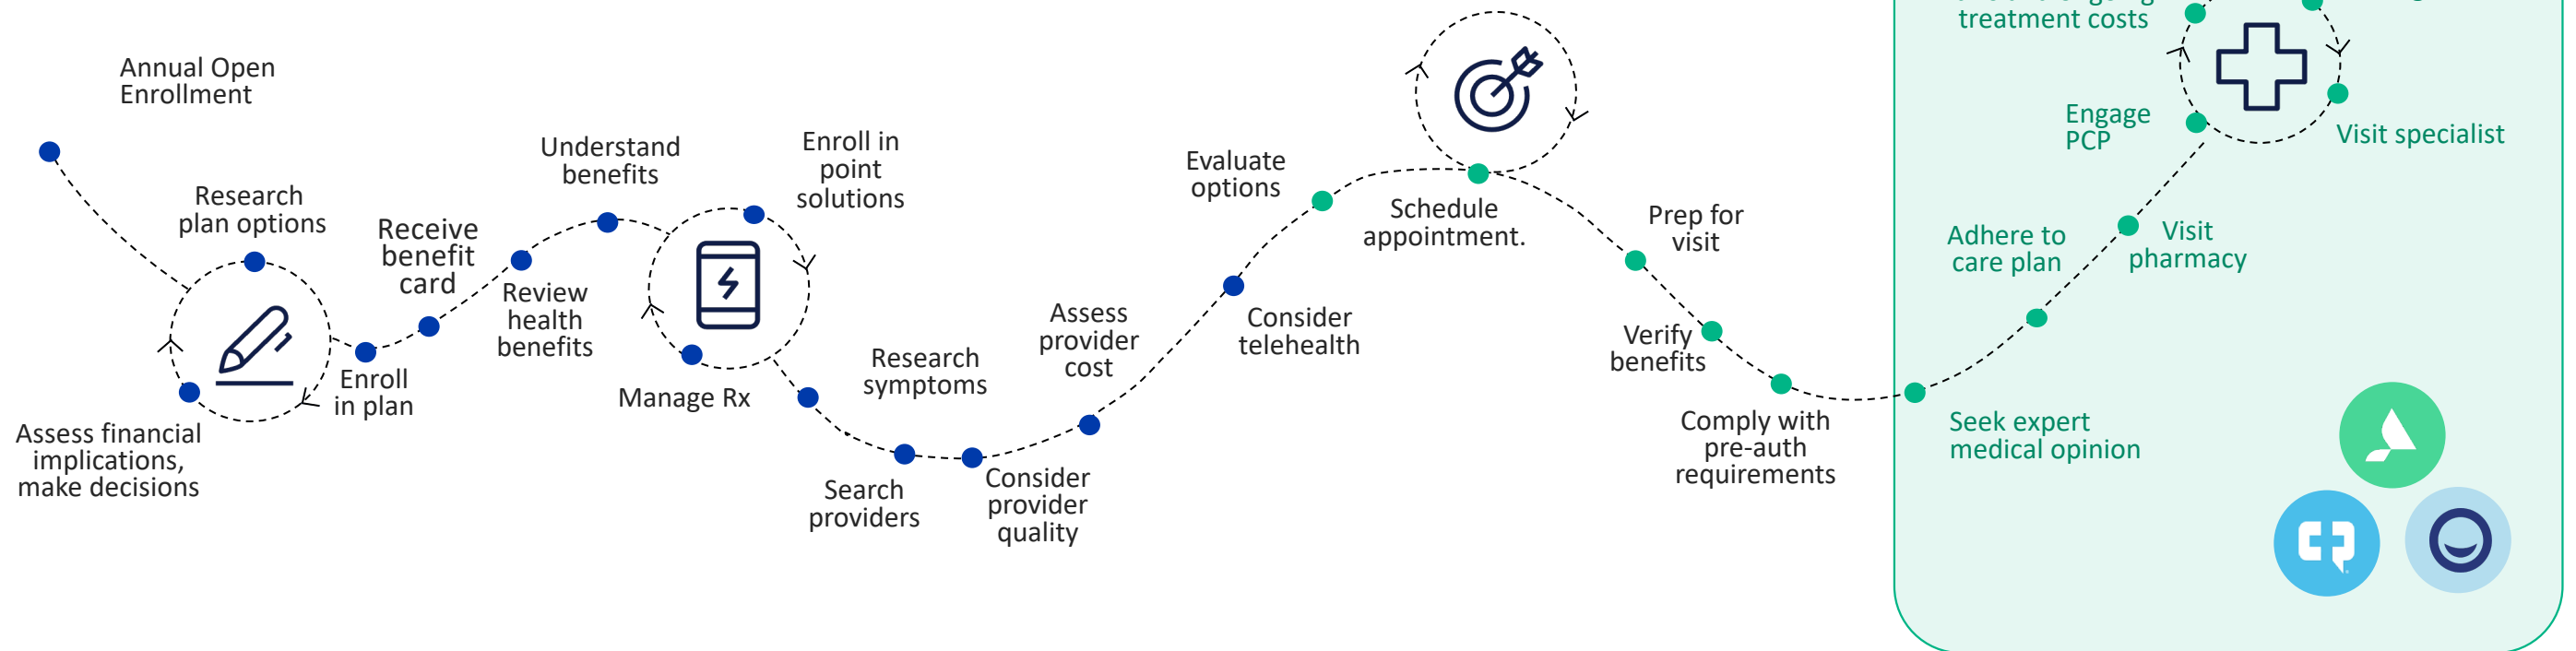 Annual Open
Enrollment
Research
plan options
Assess financial
implications,
make decisions
Enroll
in plan
Receive
benefit
card
Review
health
benefits
Understand
benefits
Enroll in
point
solutions
Manage Rx
Research
symptoms
Search
providers
Consider
provider
quality
Assess
provider
cost
Consider
telehealth
Evaluate
options
Schedule
appointment.
Prep for
visit
Verify
benefits
Comply with
pre-auth
requirements
Seek expert
medical opinion
Adhere to
care plan
Visit
pharmacy
Engage
PCP
treatment costs
Visit specialist